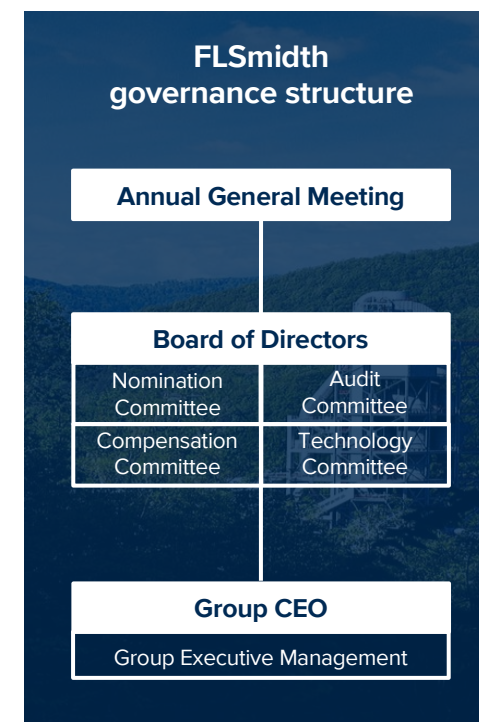 FLSmidth
governance structure
Annual General Meeting
Board of Directors
Nomination
Committee
Audit
Committee
Compensation
Committee
Technology
Committee
Group CEO
Group Executive Management